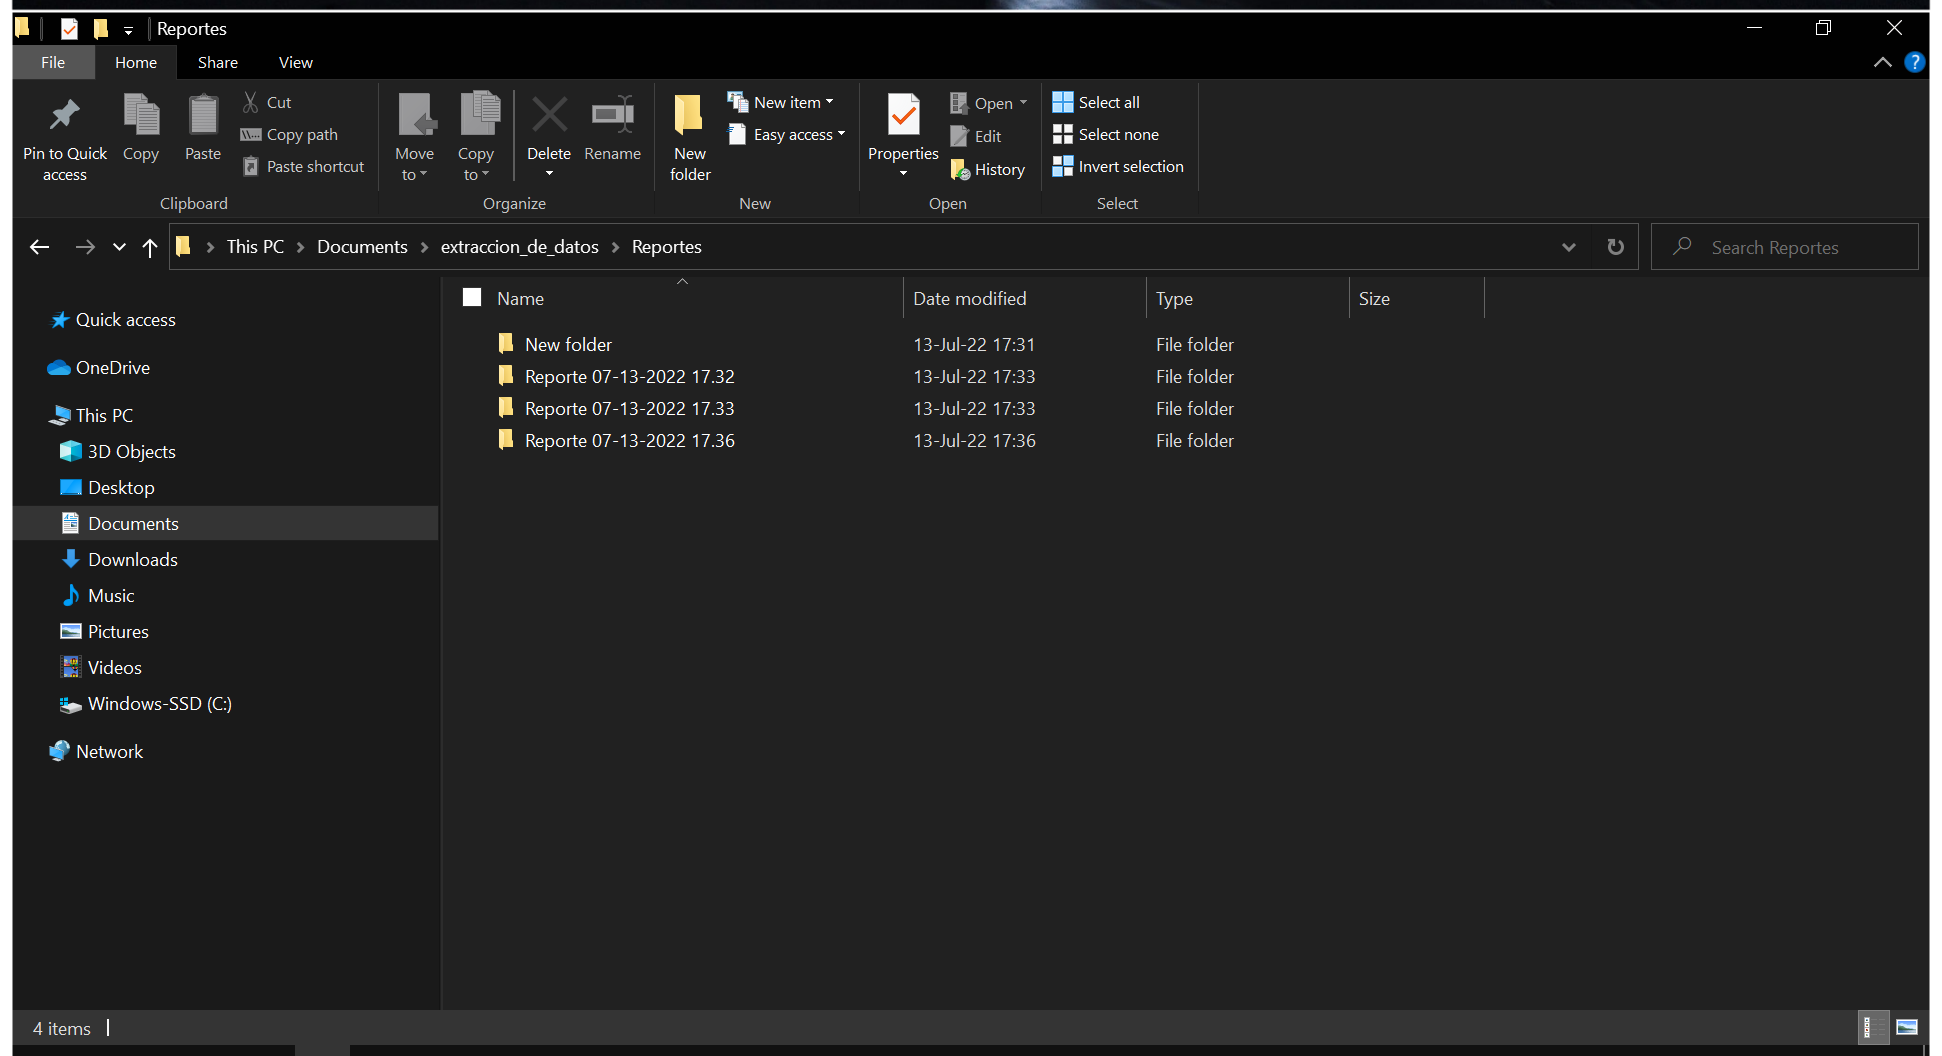 Reportes
File Home Share View
?
Pin to Quick access
Copy
Paste
Cut
Copy path
Paste shortcut
Clipboard
Move to
Copy to
Delete
Rename
Organize
New folder
New item
Easy access
New
Properties
Open
Edit
History
Open
Select all
Select none
Invert selection
Select
This PC > Documents > extraccion_de_datos > Reportes
Search Reportes
Quick access
OneDrive
This PC
3D Objects
Desktop
Documents
Downloads
Music
Pictures
Videos
Windows-SSD (C:)
Network
Name Date modified Type Size
New folder 13-Jul-22 17:31 File folder
Reporte 07-13-2022 17.32 13-Jul-22 17:33 File folder
Reporte 07-13-2022 17.33 13-Jul-22 17:33 File folder
Reporte 07-13-2022 17.36 13-Jul-22 17:36 File folder
4 items